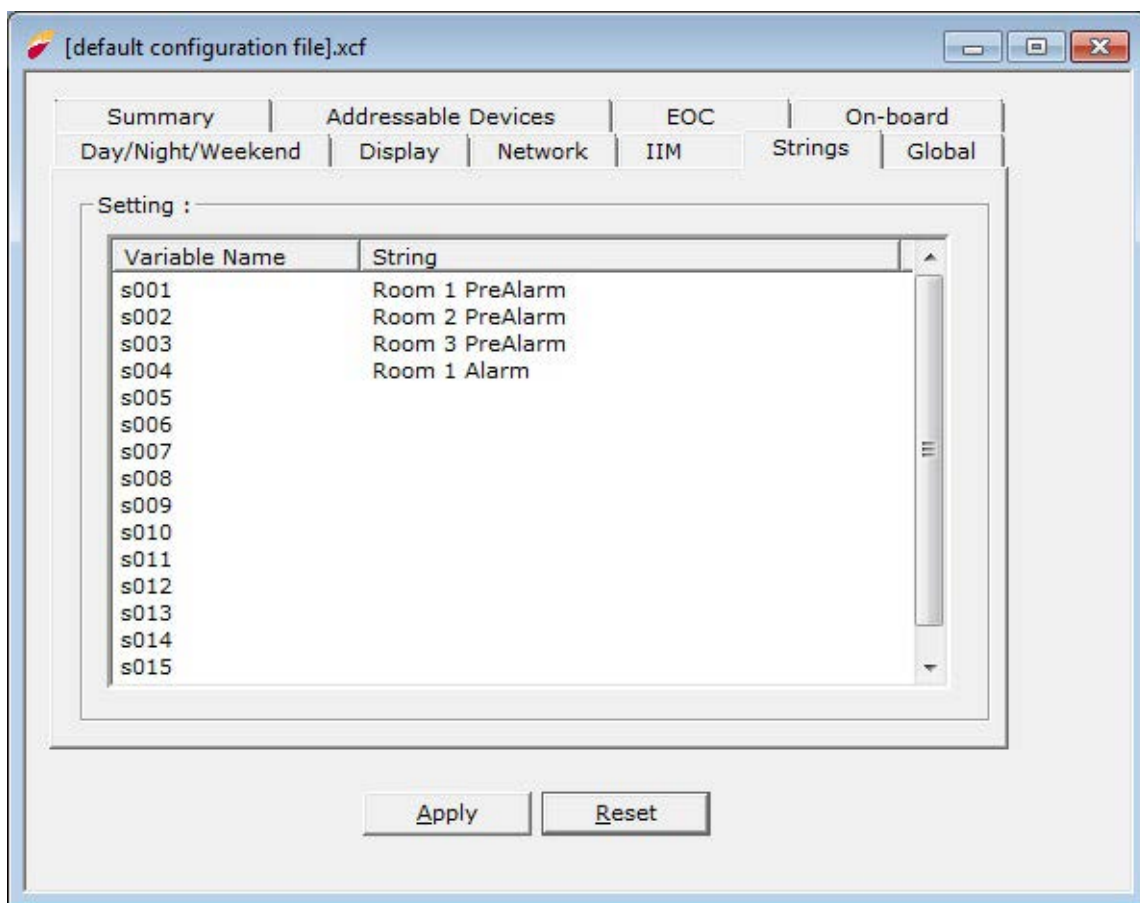 [default configuration file].xcf
Summary Addressable Devices EOC On-board
Day/Night/Weekend Display Network IIM Strings Global
Setting :
Variable Name String
s001 Room 1 PreAlarm
s002 Room 2 PreAlarm
s003 Room 3 PreAlarm
s004 Room 1 Alarm
s005
s006
s007
s008
s009
s010
s011
s012
s013
s014
s015
Apply Reset